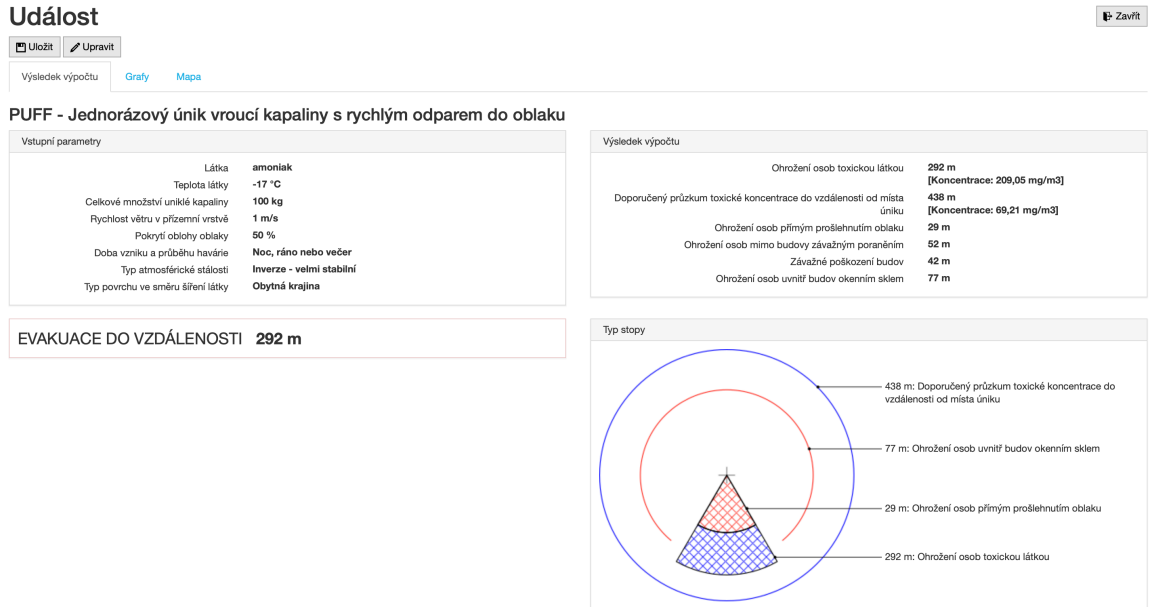 Událost
Zavřít
Uložit
Upravit
Výsledek výpočtu
Grafy
Mapa
PUFF - Jednorázový únik vroucí kapaliny s rychlým odparem do oblaku
Vstupní parametry
Látka amoniak
Teplota látky -17 °C
Celkové množství uniklé kapaliny 100 kg
Rychlost větru v přízemní vrstvě 1 m/s
Pokrytí oblohy oblaky 50 %
Doba vzniku a průběhu havárie Noc, ráno nebo večer
Typ atmosférické stálosti Inverze - velmi stabilní
Typ povrchu ve směru šíření látky Obytná krajina
EVAKUACE DO VZDÁLENOSTI 292 m
Výsledek výpočtu
Ohrožení osob toxickou látkou 292 m
[Koncentrace: 209,05 mg/m3]
Doporučený průzkum toxické koncentrace do vzdálenosti od místa 438 m
úniku [Koncentrace: 69,21 mg/m3]
Ohrožení osob přímým prošlehnutím oblaku 29 m
Ohrožení osob mimo budovy závažným poraněním 52 m
Závažné poškození budov 42 m
Ohrožení osob uvnitř budov okenním sklem 77 m
Typ stopy
438 m: Doporučený průzkum toxické koncentrace do
vzdálenosti od místa úniku
77 m: Ohrožení osob uvnitř budov okenním sklem
29 m: Ohrožení osob přímým prošlehnutím oblaku
292 m: Ohrožení osob toxickou látkou